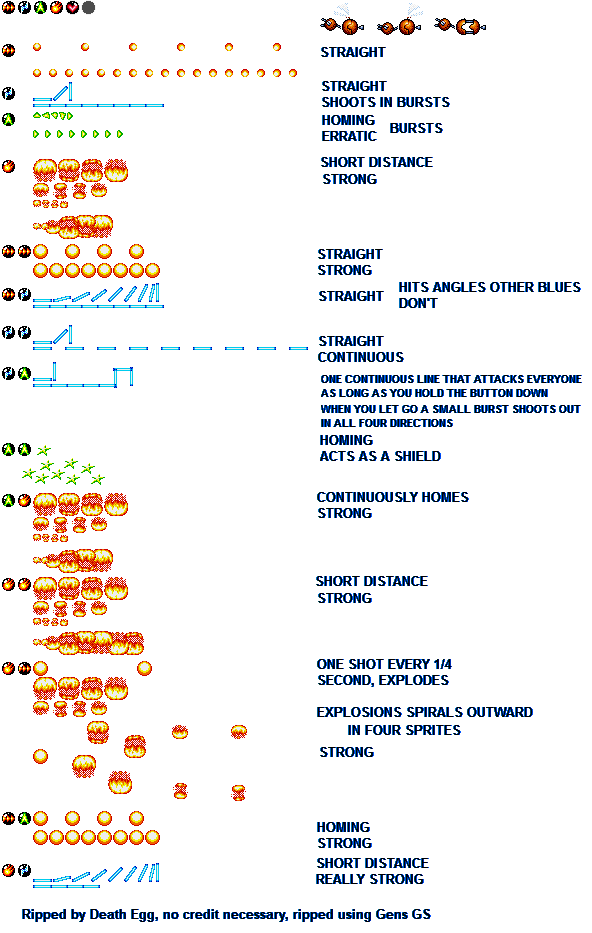 STRAIGHT
STRAIGHT
SHOOTS IN BURSTS
HOMING
ERRATIC BURSTS
SHORT DISTANCE
STRONG
STRAIGHT
STRONG
STRAIGHT HITS ANGLES OTHER BLUES
DON'T
STRAIGHT
CONTINUOUS
ONE CONTINUOUS LINE THAT ATTACKS EVERYONE
AS LONG AS YOU HOLD THE BUTTON DOWN
WHEN YOU LET GO A SMALL BURST SHOOTS OUT
IN ALL FOUR DIRECTIONS
HOMING
ACTS AS A SHIELD
CONTINUOUSLY HOMES
STRONG
SHORT DISTANCE
STRONG
ONE SHOT EVERY 1/4
SECOND, EXPLODES
EXPLOSIONS SPIRALS OUTWARD
IN FOUR SPRITES
STRONG
HOMING
STRONG
SHORT DISTANCE
REALLY STRONG
Ripped by Death Egg, no credit necessary, ripped using Gens GS